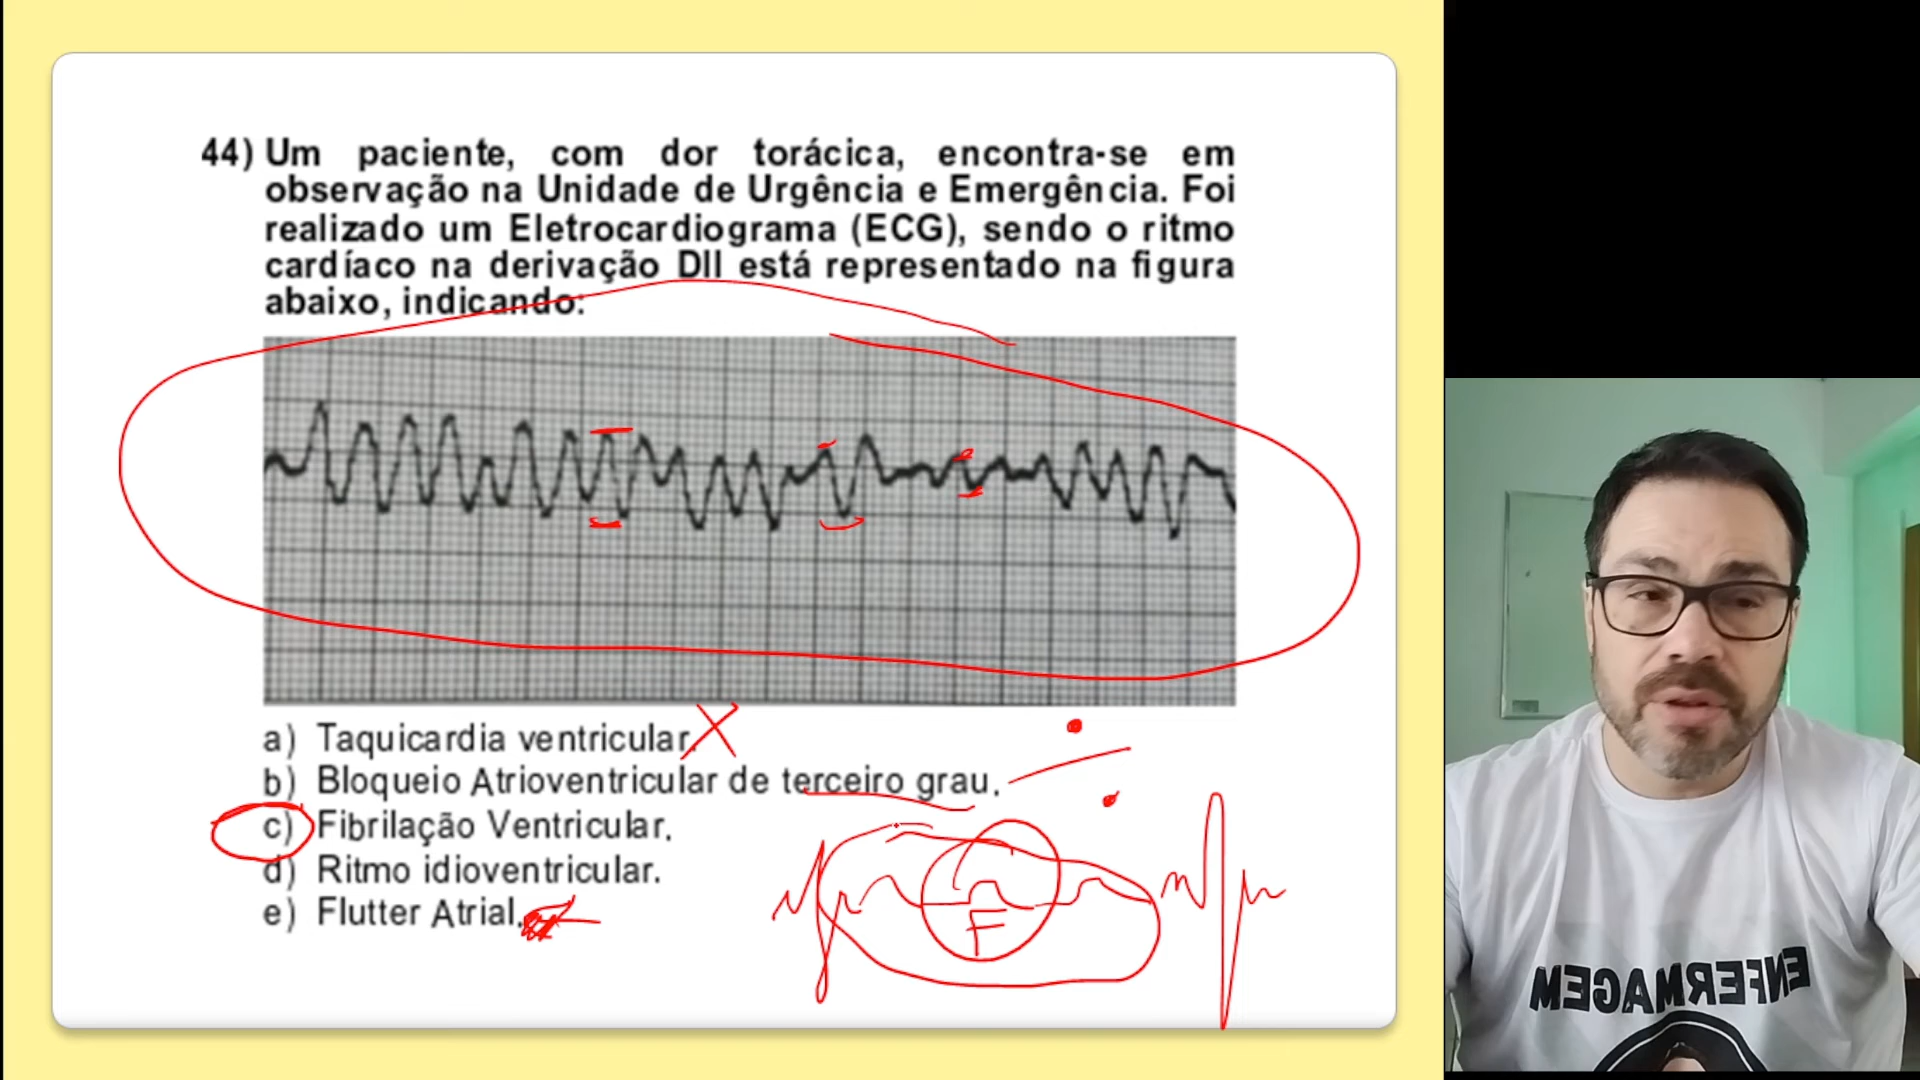 44) Um paciente, com dor torácica, encontra-se em
observação na Unidade de Urgência e Emergência. Foi
realizado um Eletrocardiograma (ECG), sendo o ritmo
cardíaco na derivação DII está representado na figura
abaixo, indicando:
a) Taquicardia ventricular.
b) Bloqueio Atrioventricular de terceiro grau.
c) Fibrilação Ventricular.
d) Ritmo idioventricular.
e) Flutter Atrial.
F
ENFERMAGEM